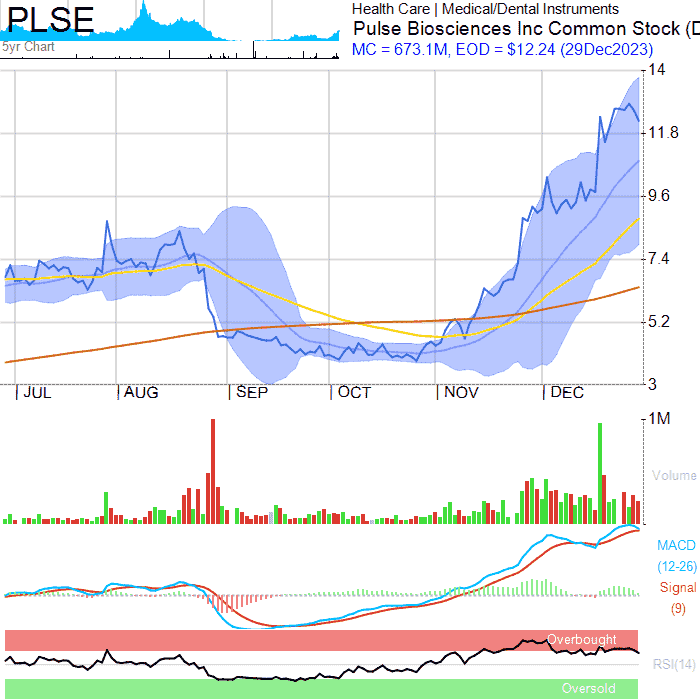 PLSE
5yr Chart
Health Care | Medical/Dental Instruments
Pulse Biosciences Inc Common Stock (D
MC = 673.1M, EOD = $12.24 (29Dec2023)
14
11.8
9.6
7.4
5.2
3
JUL AUG SEP OCT NOV DEC
1M
Volume
MACD
(12-26)
Signal
(9)
Overbought
RSI(14)
Oversold